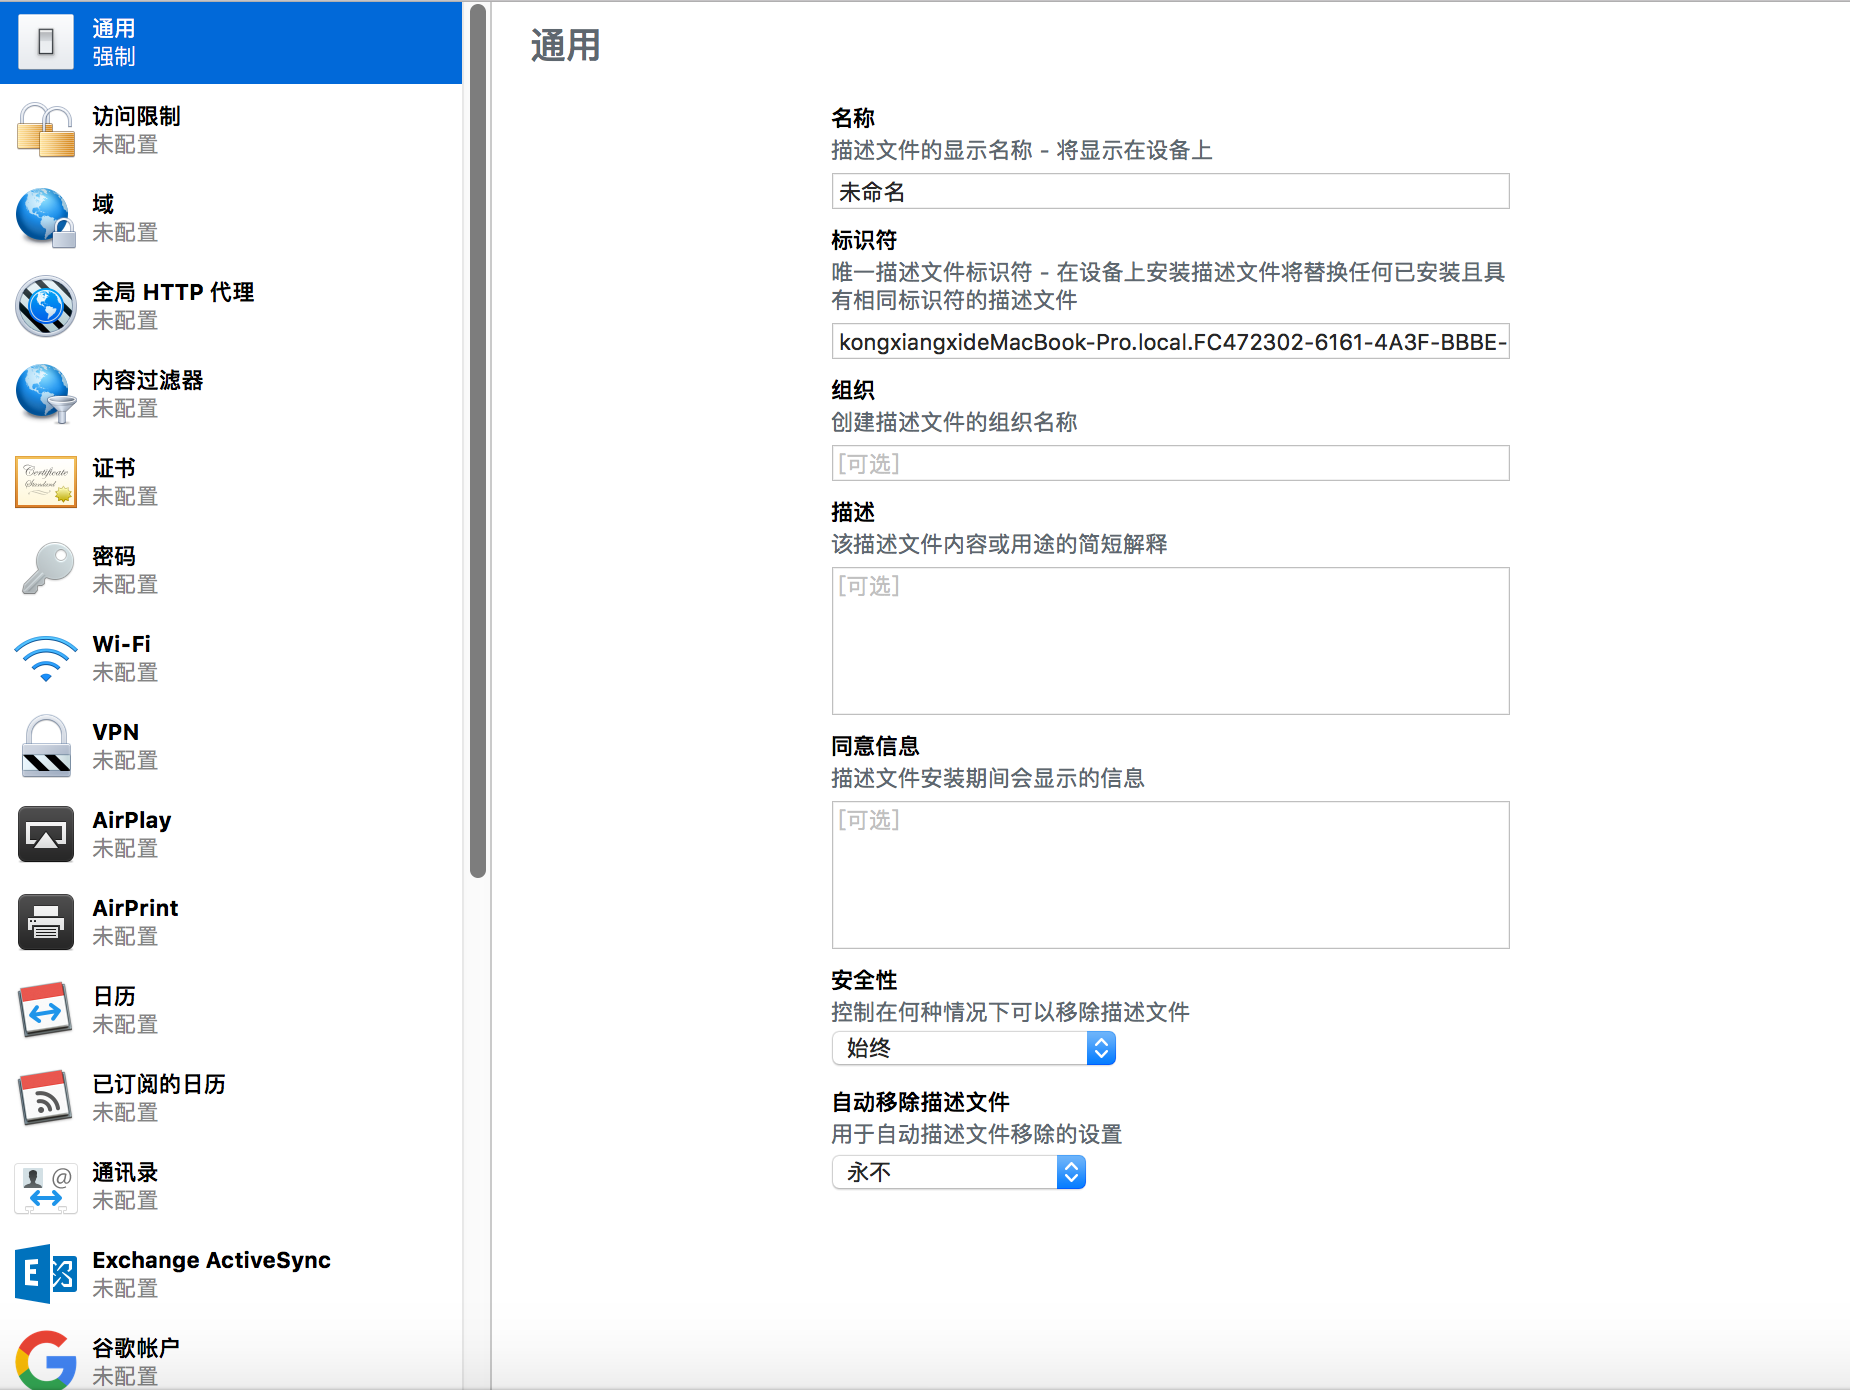 通用
强制
访问限制
未配置
域
未配置
全局 HTTP 代理
未配置
内容过滤器
未配置
Certificate
Standard
证书
未配置
密码
未配置
Wi-Fi
未配置
VPN
未配置
AirPlay
未配置
AirPrint
未配置
日历
未配置
已订阅的日历
未配置
@
通讯录
未配置
E
Exchange ActiveSync
未配置
G
谷歌帐户
未配置
通用
名称
描述文件的显示名称 - 将显示在设备上
未命名
标识符
唯一描述文件标识符 - 在设备上安装描述文件将替换任何已安装且具
有相同标识符的描述文件
kongxiangxideMacBook-Pro.local.FC472302-6161-4A3F-BBBE-
组织
创建描述文件的组织名称
[可选]
描述
该描述文件内容或用途的简短解释
[可选]
同意信息
描述文件安装期间会显示的信息
[可选]
安全性
控制在何种情况下可以移除描述文件
始终
自动移除描述文件
用于自动描述文件移除的设置
永不